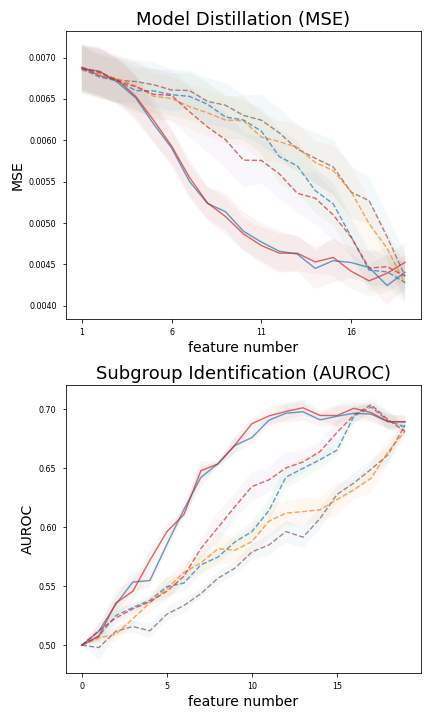 Model Distillation (MSE)
0.0070
0.0065
0.0060
0.0055
0.0050
0.0045
0.0040
MSE
1 6 11 16
feature number
Subgroup Identification (AUROC)
0.70
0.65
0.60
0.55
0.50
AUROC
0 5 10 15
feature number